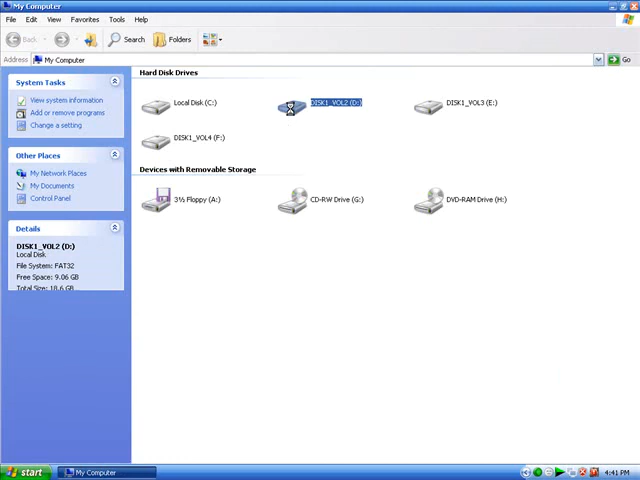 My Computer
File Edit View Favorites Tools Help
Back Search Folders
Address My Computer Go
System Tasks
View system information
Add or remove programs
Change a setting
Other Places
My Network Places
My Documents
Control Panel
Details
DISK1_VOL2 (D:)
Local Disk
File System: FAT32
Free Space: 9.06 GB
Total Size: 18.6 GB
Hard Disk Drives
Local Disk (C:) DISK1_VOL2 (D:) DISK1_VOL3 (E:)
DISK1_VOL4 (F:)
Devices with Removable Storage
3½ Floppy (A:) CD-RW Drive (G:) DVD-RAM Drive (H:)
start My Computer 4:41 PM